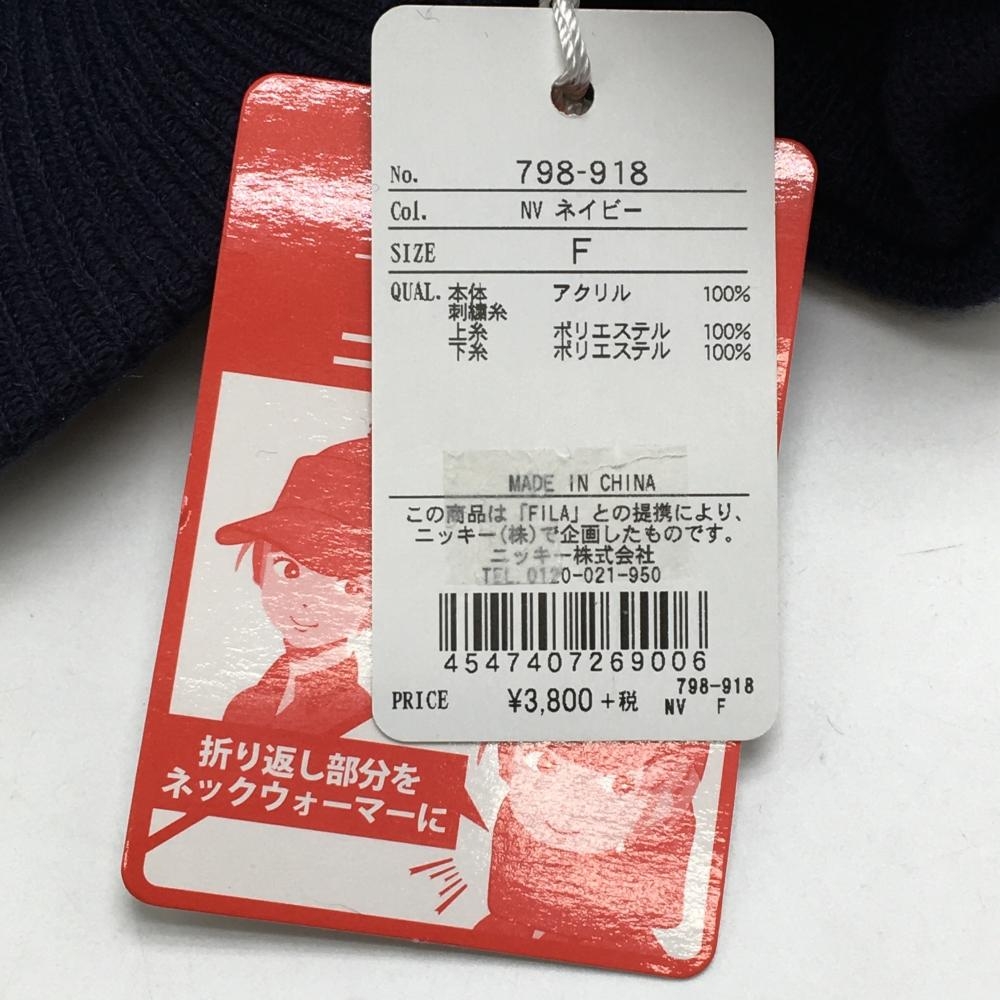 No. 798-918
Col. NV ネイビー
SIZE F
QUAL. 本体 アクリル 100%
刺繍糸
上糸 ポリエステル 100%
下糸 ポリエステル 100%
MADE IN CHINA
この商品は「FILA」との提携により、
ニッキー(株)で企画したものです。
ニッキー株式会社
TEL.0120-021-950
4547407269006
PRICE ¥3,800+税
798-918
NV F
折り返し部分を
ネックウォーマーに